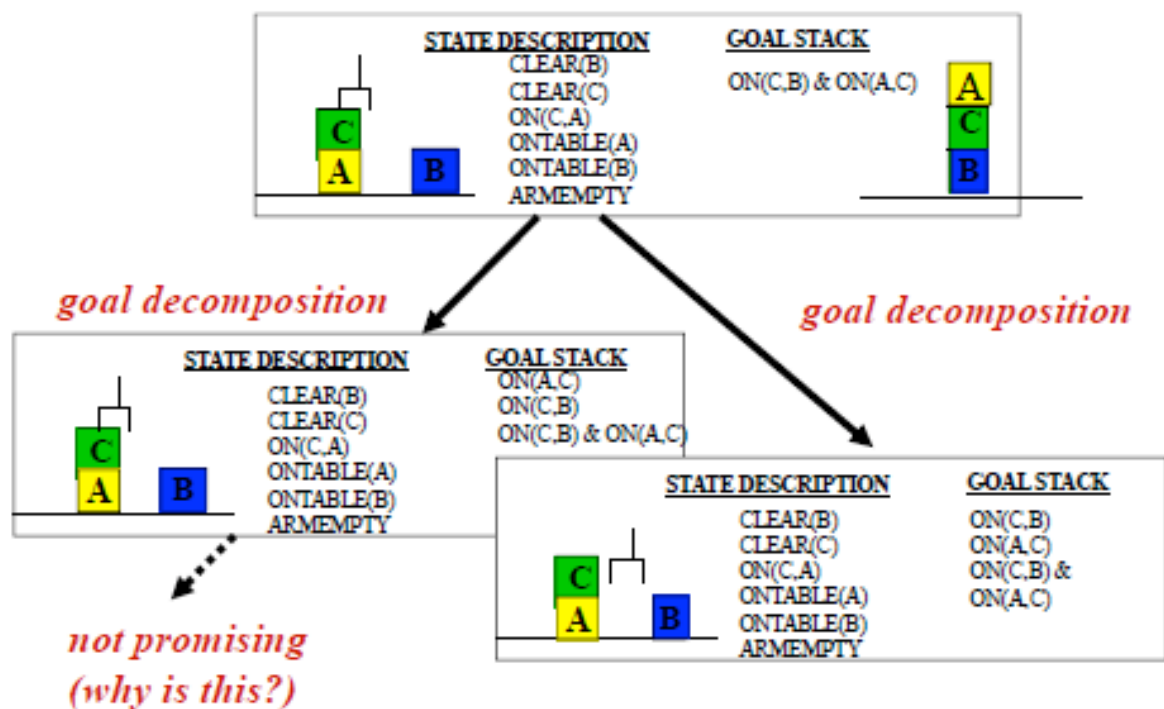 STATE DESCRIPTION
CLEAR(B)
CLEAR(C)
ON(C,A)
ONTABLE(A)
ONTABLE(B)
ARMEMPTY
GOAL STACK
ON(C,B) & ON(A,C)
C
A
B
A
C
B
goal decomposition
goal decomposition
STATE DESCRIPTION
CLEAR(B)
CLEAR(C)
ON(C,A)
ONTABLE(A)
ONTABLE(B)
ARMEMPTY
GOAL STACK
ON(A,C)
ON(C,B)
ON(C,B) & ON(A,C)
C
A
B
STATE DESCRIPTION
CLEAR(B)
CLEAR(C)
ON(C,A)
ONTABLE(A)
ONTABLE(B)
ARMEMPTY
GOAL STACK
ON(C,B)
ON(A,C)
ON(C,B) &
ON(A,C)
C
A
B
not promising
(why is this?)